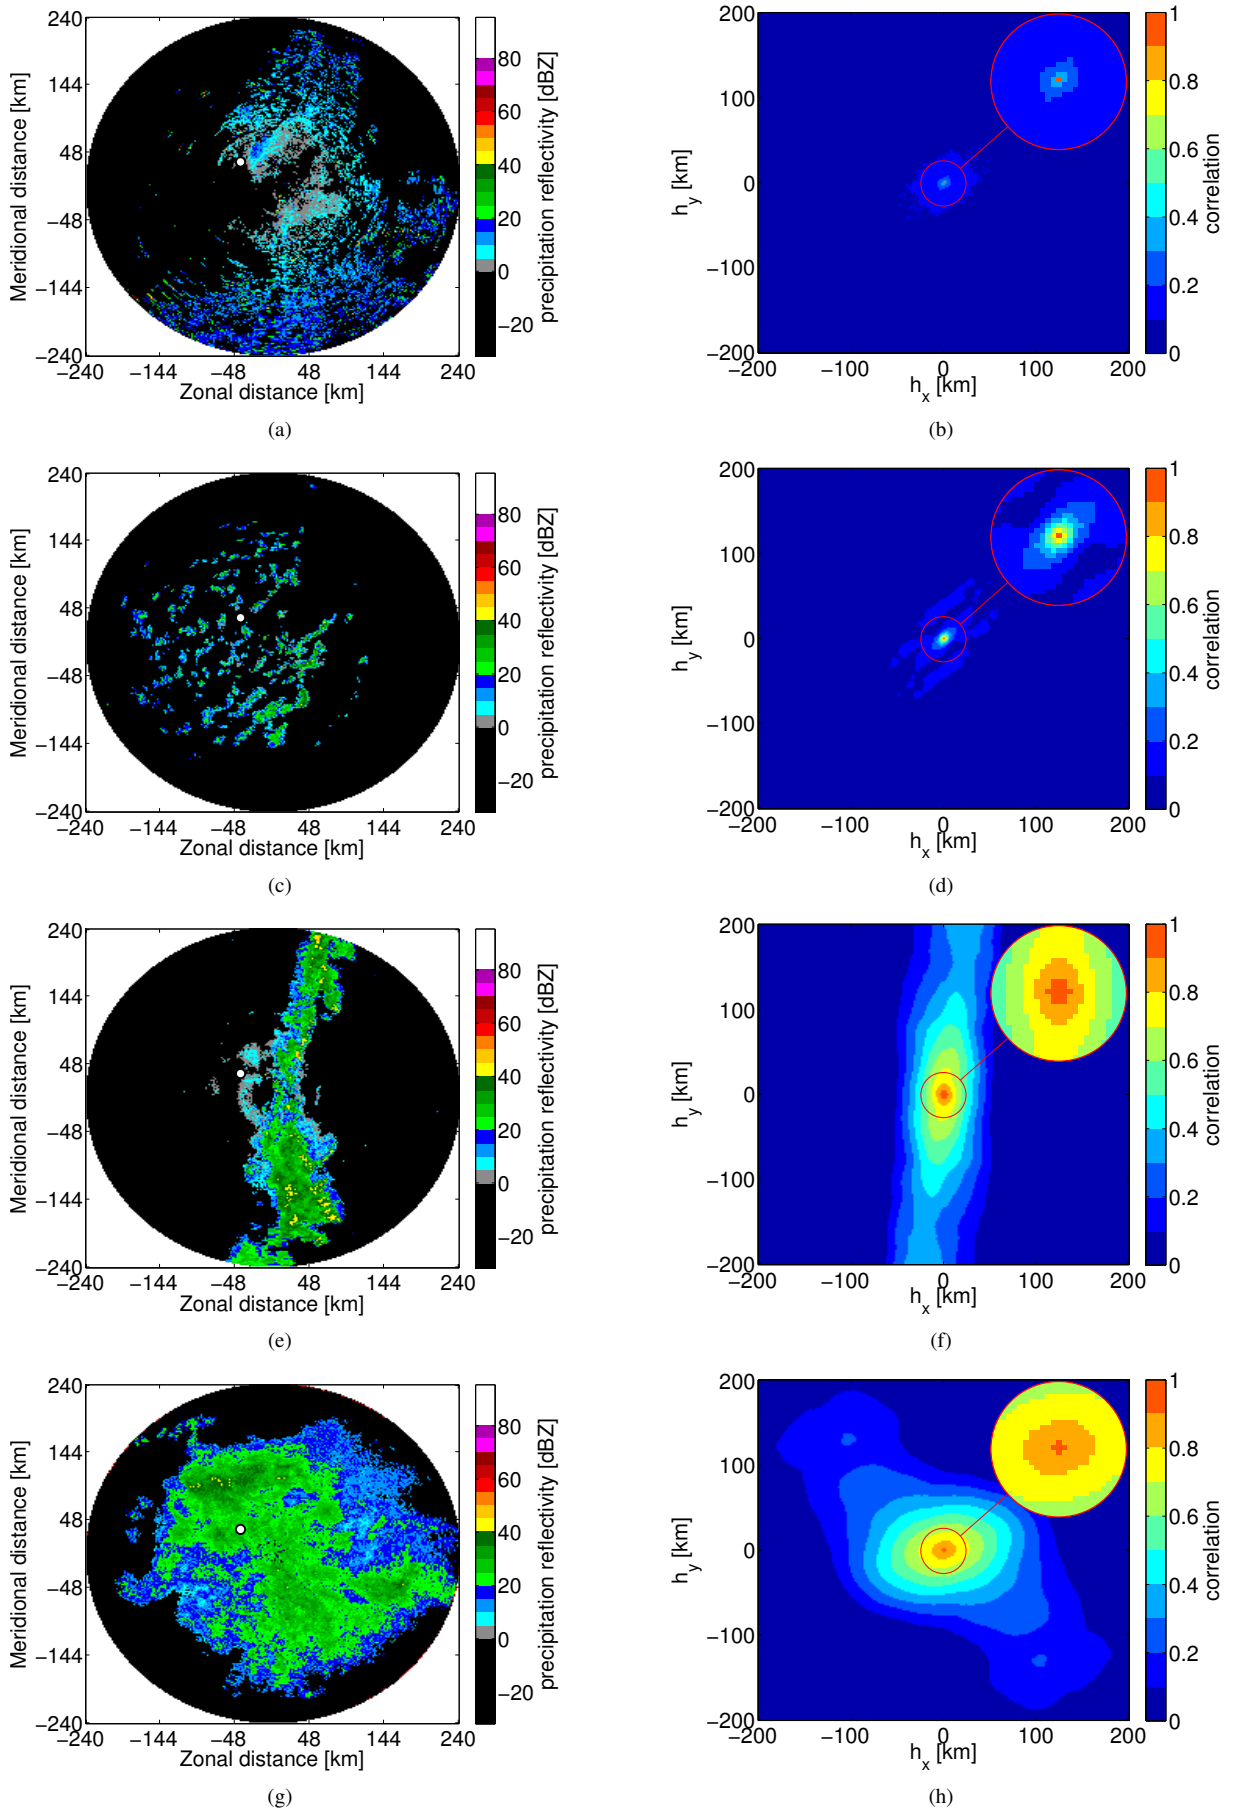 240
144
48
−48
−144
−240
Meridional distance [km]
−240 −144 −48 48 144 240
Zonal distance [km]
80
60
40
20
0
−20
precipitation reflectivity [dBZ]
(a)
200
100
0
−100
−200
h_y [km]
−200 −100 0 100 200
h_x [km]
1
0.8
0.6
0.4
0.2
0
correlation
(b)
240
144
48
−48
−144
−240
Meridional distance [km]
−240 −144 −48 48 144 240
Zonal distance [km]
80
60
40
20
0
−20
precipitation reflectivity [dBZ]
(c)
200
100
0
−100
−200
h_y [km]
−200 −100 0 100 200
h_x [km]
1
0.8
0.6
0.4
0.2
0
correlation
(d)
240
144
48
−48
−144
−240
Meridional distance [km]
−240 −144 −48 48 144 240
Zonal distance [km]
80
60
40
20
0
−20
precipitation reflectivity [dBZ]
(e)
200
100
0
−100
−200
h_y [km]
−200 −100 0 100 200
h_x [km]
1
0.8
0.6
0.4
0.2
0
correlation
(f)
240
144
48
−48
−144
−240
Meridional distance [km]
−240 −144 −48 48 144 240
Zonal distance [km]
80
60
40
20
0
−20
precipitation reflectivity [dBZ]
(g)
200
100
0
−100
−200
h_y [km]
−200 −100 0 100 200
h_x [km]
1
0.8
0.6
0.4
0.2
0
correlation
(h)